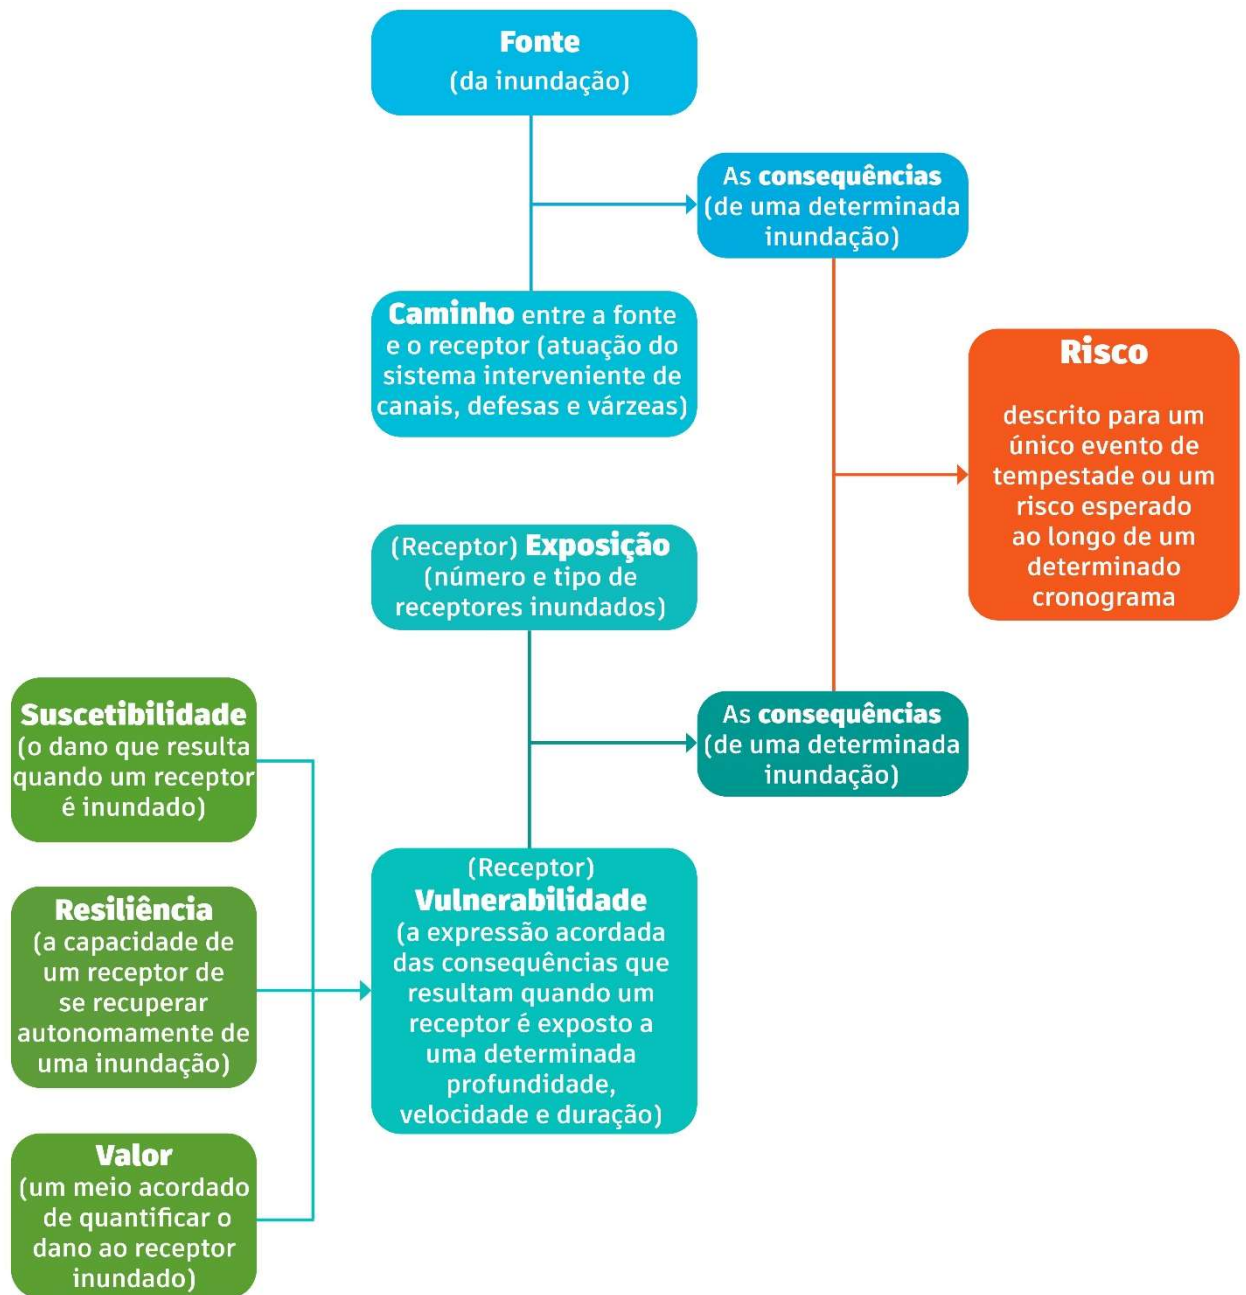 Fonte
(da inundação)
As consequências
(de uma determinada
inundação)
Caminho entre a fonte
e o receptor (atuação do
sistema interveniente de
canais, defesas e várzeas)
Risco
descrito para um
único evento de
tempestade ou um
risco esperado
ao longo de um
determinado
cronograma
(Receptor) Exposição
(número e tipo de
receptores inundados)
As consequências
(de uma determinada
inundação)
Suscetibilidade
(o dano que resulta
quando um receptor
é inundado)
Resiliência
(a capacidade de
um receptor de
se recuperar
autonomamente de
uma inundação)
Valor
(um meio acordado
de quantificar o
dano ao receptor
inundado)
(Receptor)
Vulnerabilidade
(a expressão acordada
das consequências que
resultam quando um
receptor é exposto a
uma determinada
profundidade,
velocidade e duração)